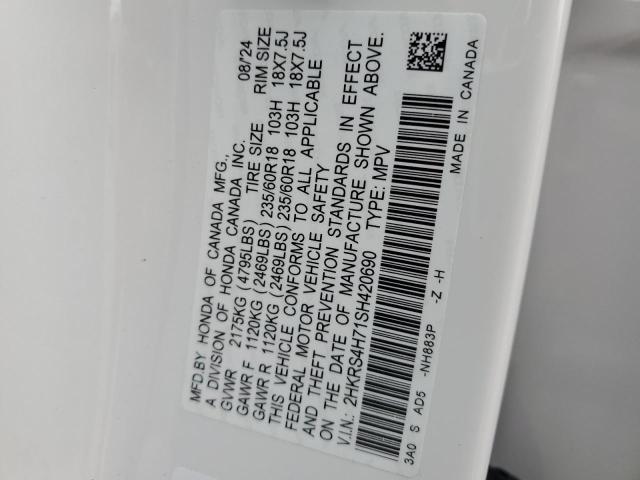 MFD.BY HONDA OF CANADA MFG., 08/'24
A DIVISION OF HONDA CANADA INC.
GVWR 2175KG (4795LBS) TIRE SIZE RIM SIZE
GAWR F 1120KG (2469LBS) 235/60R18 103H 18X7.5J
GAWR R 1120KG (2469LBS) 235/60R18 103H 18X7.5J
THIS VEHICLE CONFORMS TO ALL APPLICABLE
FEDERAL MOTOR VEHICLE SAFETY
AND THEFT PREVENTION STANDARDS IN EFFECT
ON THE DATE OF MANUFACTURE SHOWN ABOVE.
V.I.N.: 2HKRS4H71SH420690 TYPE: MPV
3A0 S AD5 -NH883P -Z -H
MADE IN CANADA